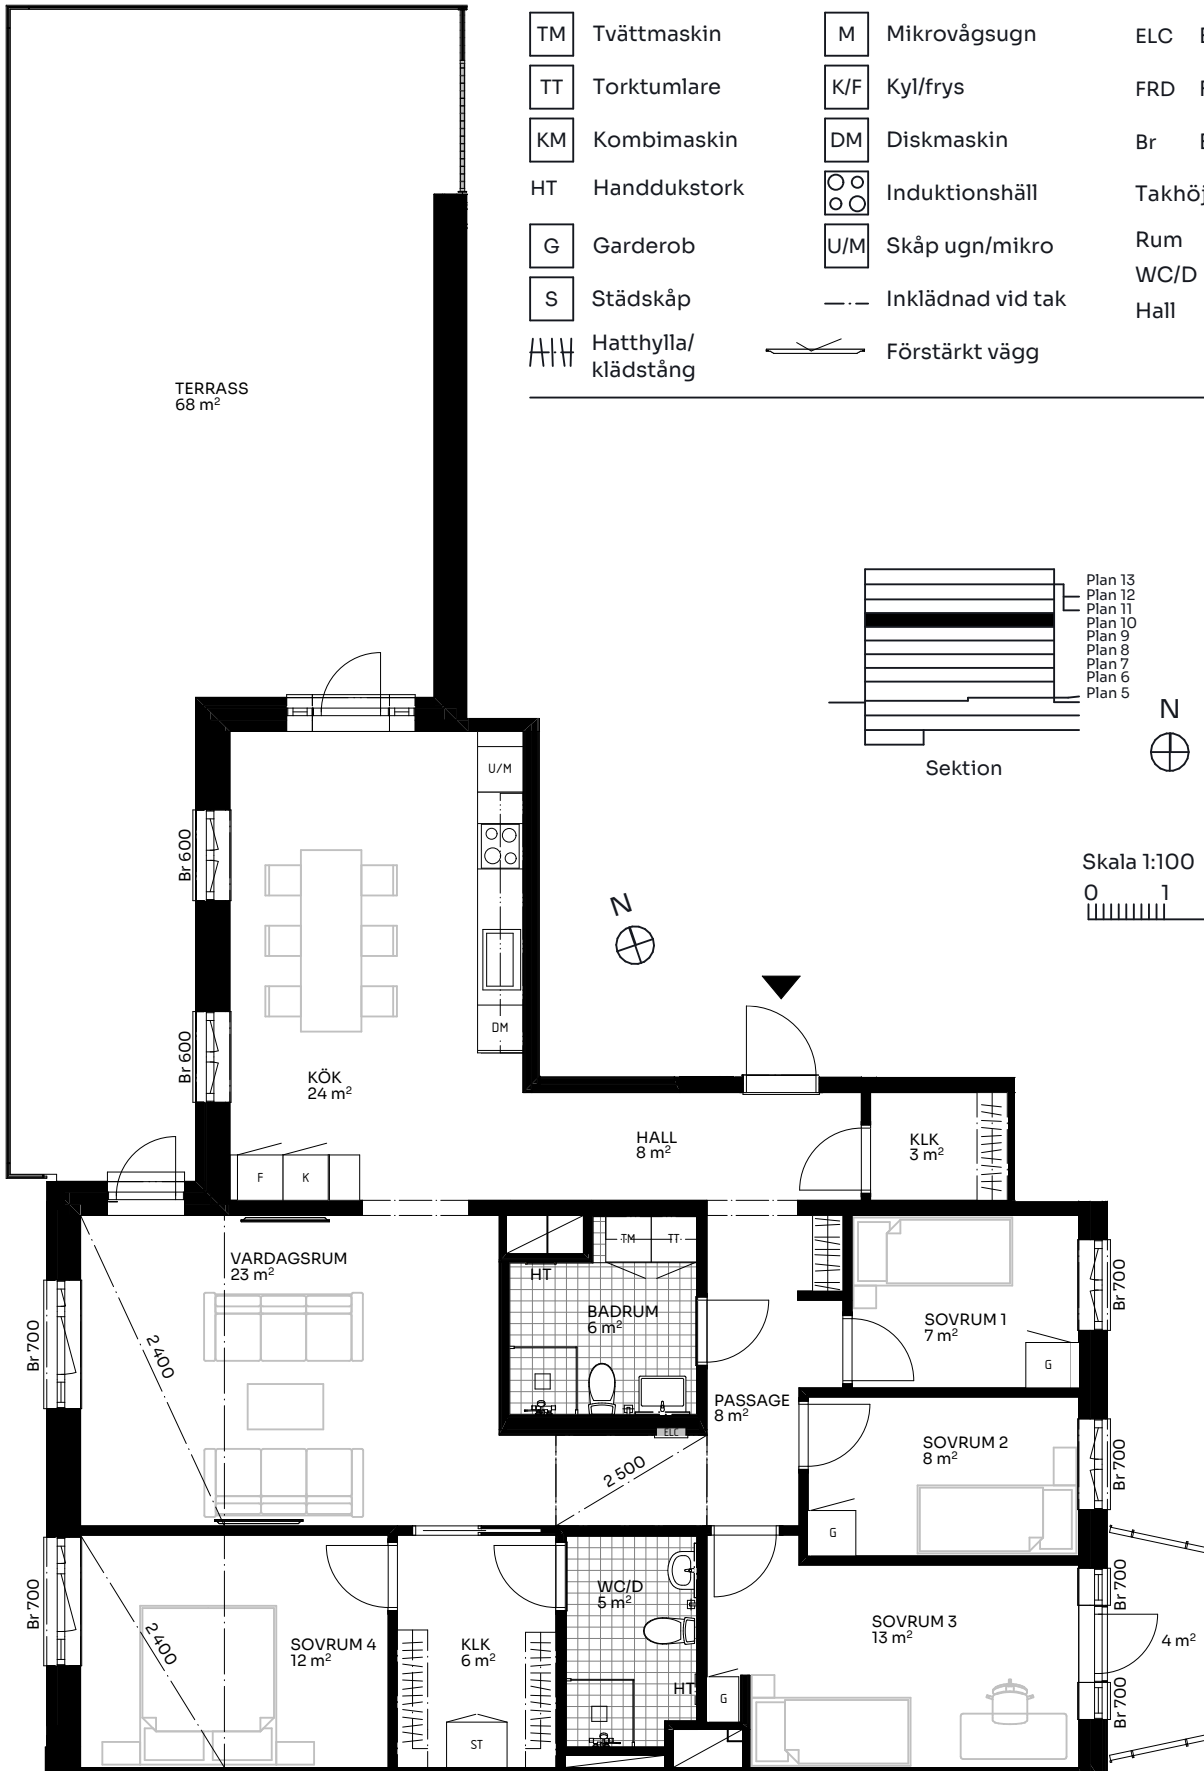 TM Tvättmaskin
TT Torktumlare
KM Kombimaskin
HT Handdukstork
G Garderob
S Städskåp
Hatthylla/
klädstång
M Mikrovågsugn
K/F Kyl/frys
DM Diskmaskin
Induktionshäll
U/M Skåp ugn/mikro
Inklädnad vid tak
Förstärkt vägg
ELC
FRD
Br
Rum
WC/D
Hall
TERRASS
68 m²
Plan 13
Plan 12
Plan 11
Plan 10
Plan 9
Plan 8
Plan 7
Plan 6
Plan 5
Sektion
N
Skala 1:100
0 1
N
U/M
DM
Br 600
Br 600
KÖK
24 m²
F K
HALL
8 m²
KLK
3 m²
VARDAGSRUM
23 m²
2 400
Br 700
TM TT
HT
BADRUM
6 m²
ELC
2 500
PASSAGE
8 m²
SOVRUM 1
7 m²
G
Br 700
SOVRUM 2
8 m²
G
Br 700
Br 700
SOVRUM 4
12 m²
2 400
KLK
6 m²
ST
WC/D
5 m²
HT
G
SOVRUM 3
13 m²
Br 700
4 m²
Br 700